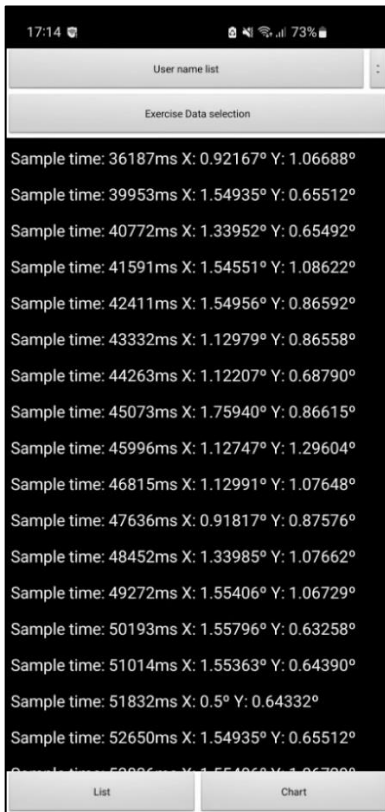 17:14 73%
User name list :
Exercise Data selection
Sample time: 36187ms X: 0.92167º Y: 1.06688º
Sample time: 39953ms X: 1.54935º Y: 0.65512º
Sample time: 40772ms X: 1.33952º Y: 0.65492º
Sample time: 41591ms X: 1.54551º Y: 1.08622º
Sample time: 42411ms X: 1.54956º Y: 0.86592º
Sample time: 43332ms X: 1.12979º Y: 0.86558º
Sample time: 44263ms X: 1.12207º Y: 0.68790º
Sample time: 45073ms X: 1.75940º Y: 0.86615º
Sample time: 45996ms X: 1.12747º Y: 1.29604º
Sample time: 46815ms X: 1.12991º Y: 1.07648º
Sample time: 47636ms X: 0.91817º Y: 0.87576º
Sample time: 48452ms X: 1.33985º Y: 1.07662º
Sample time: 49272ms X: 1.55406º Y: 1.06729º
Sample time: 50193ms X: 1.55796º Y: 0.63258º
Sample time: 51014ms X: 1.55363º Y: 0.64390º
Sample time: 51832ms X: 0.5º Y: 0.64332º
Sample time: 52650ms X: 1.54935º Y: 0.65512º
List Chart